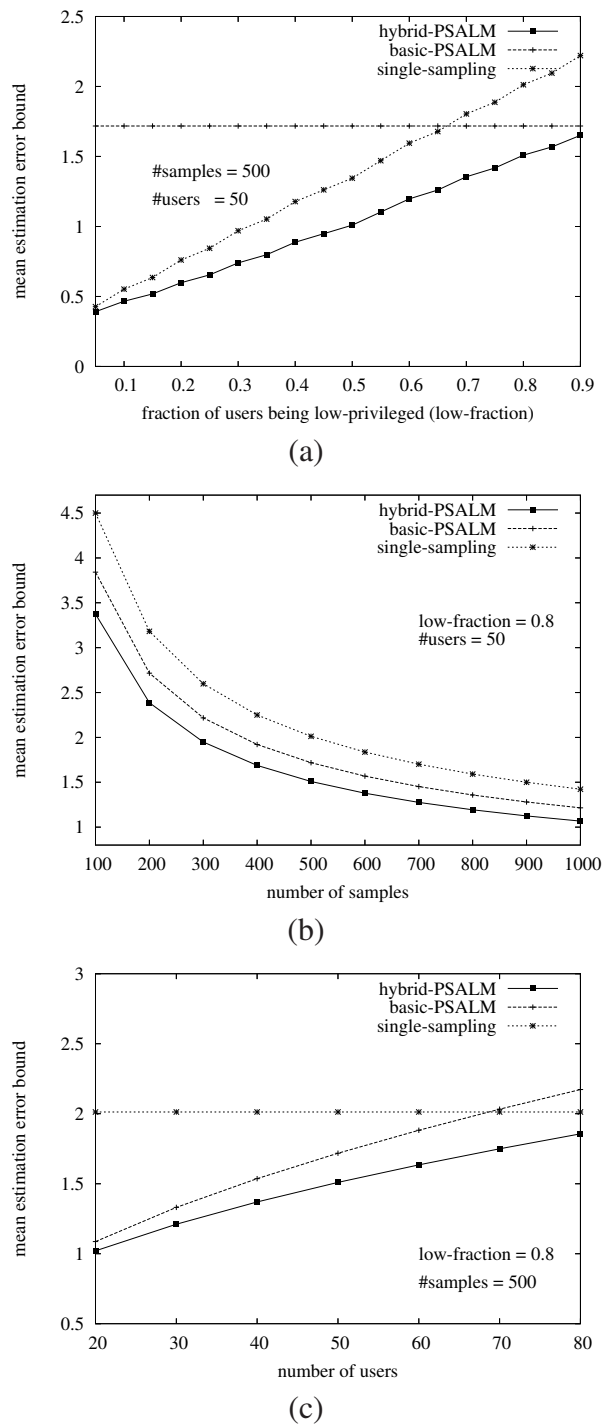 hybrid-PSALM
basic-PSALM
single-sampling
#samples = 500
#users = 50
mean estimation error bound
2.5
2
1.5
1
0.5
0
0.1 0.2 0.3 0.4 0.5 0.6 0.7 0.8 0.9
fraction of users being low-privileged (low-fraction)
(a)
hybrid-PSALM
basic-PSALM
single-sampling
low-fraction = 0.8
#users = 50
mean estimation error bound
4.5
4
3.5
3
2.5
2
1.5
1
100 200 300 400 500 600 700 800 900 1000
number of samples
(b)
hybrid-PSALM
basic-PSALM
single-sampling
mean estimation error bound
3
2.5
2
1.5
1
0.5
low-fraction = 0.8
#samples = 500
20 30 40 50 60 70 80
number of users
(c)